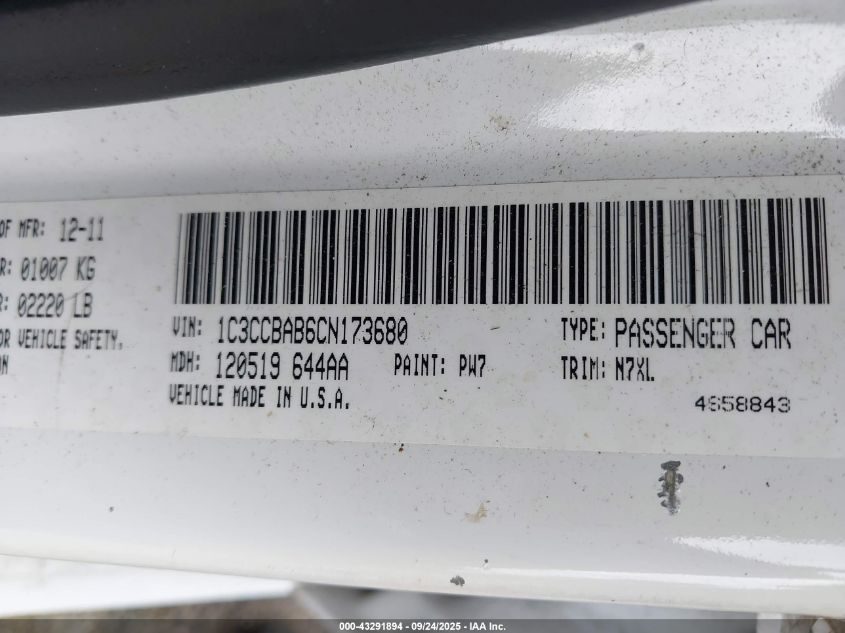 OF MFR: 12-11
R: 01007 KG
R: 02220 LB
OR VEHICLE SAFETY,
ON
VIN: 1C3CCBAB6CN173680 TYPE: PASSENGER CAR
MDH: 120519 644AA PAINT: PW7 TRIM: N7XL
VEHICLE MADE IN U.S.A.
4658843
000-43291894 | 09/24/2025 - IAA Inc.